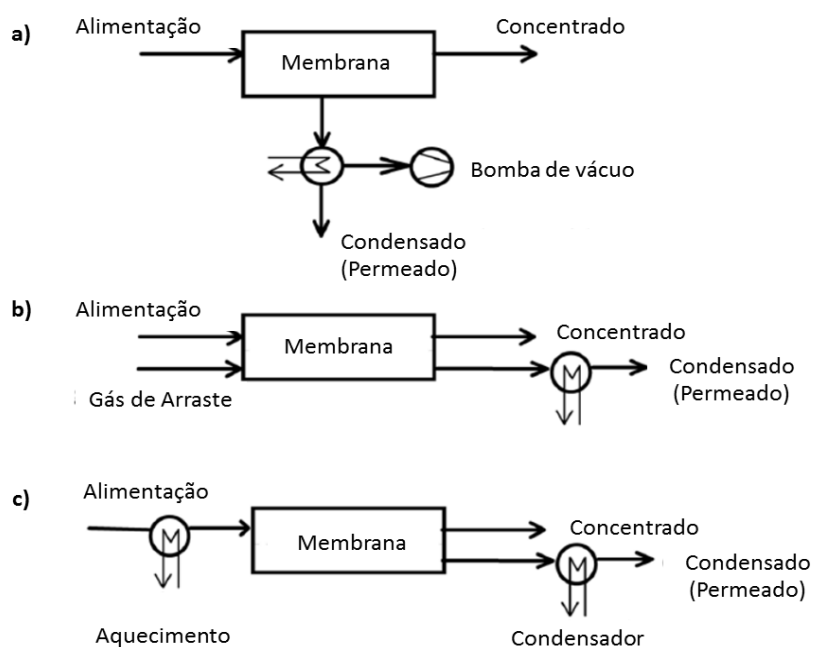 a)
Alimentação
Concentrado
Membrana
Bomba de vácuo
Condensado
(Permeado)
b)
Alimentação
Membrana
Concentrado
Condensado
(Permeado)
Gás de Arraste
c)
Alimentação
Membrana
Concentrado
Condensado
(Permeado)
Aquecimento
Condensador